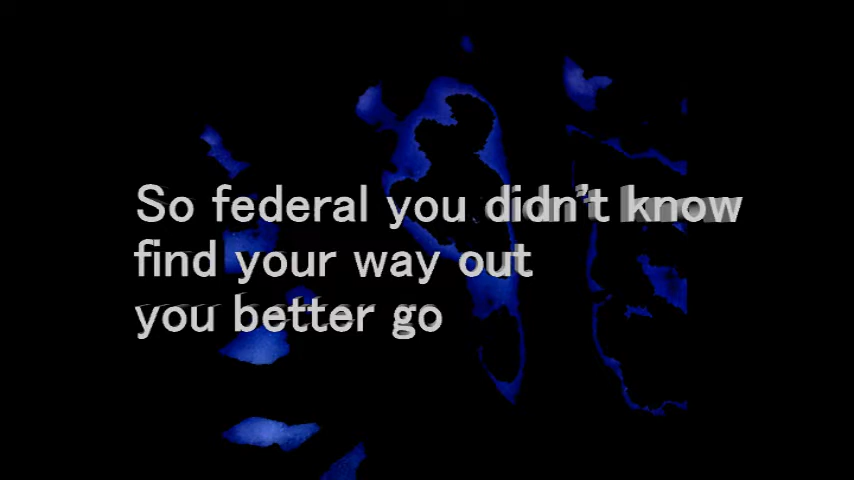 So federal you didn't know
find your way out
you better go